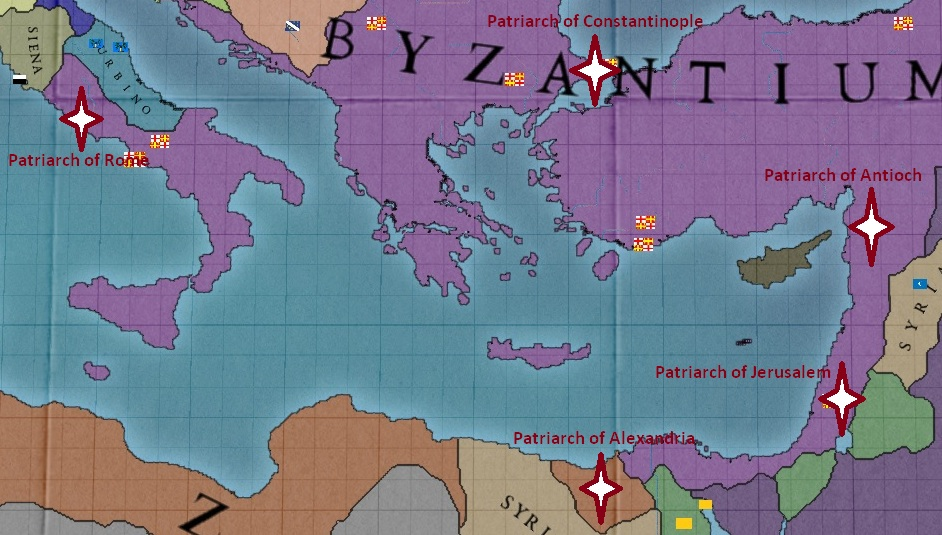 Patriarch of Constantinople
BYZANTIUM
SIENA
URBINO
Patriarch of Rome
Patriarch of Antioch
SYRIA
Patriarch of Jerusalem
Patriarch of Alexandria
Z
SYRI